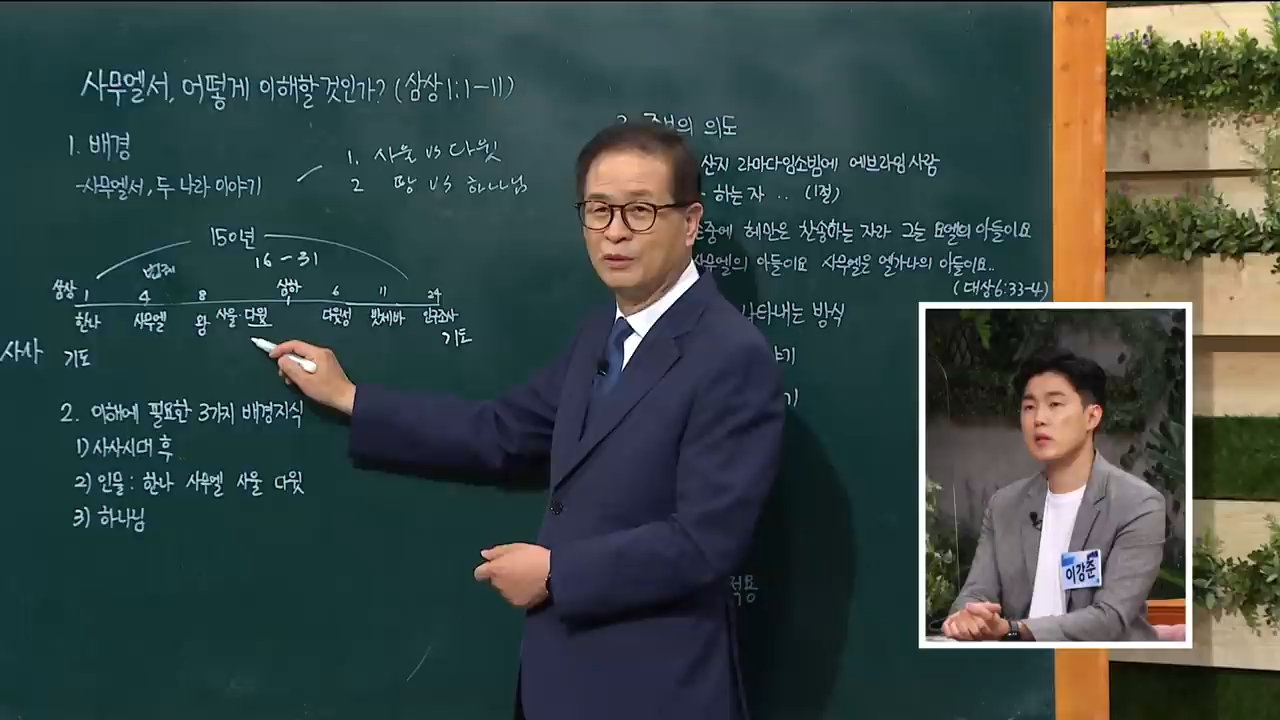 사무엘서, 어떻게 이해할 것인가? (삼상 1:1-11)
1. 배경
-사무엘서, 두 나라 이야기
1. 사울 vs 다윗
2 땅 vs 하나님
150년
16-31
삼상 1 4 8 삼하 6 11 24
한나 사무엘 왕 사울·다윗 다윗성 밧세바 인구조사
사사 기도 기도
2. 이해에 필요한 3가지 배경지식
1) 사사시대 후
2) 인물: 한나 사무엘 사울 다윗
3) 하나님
의 의도
산지 라마다임소빔에 에브라임 사람
하는 자 .. (1절)
중에 헤만은 찬송하는 자라 그는 요엘의 아들이요
사무엘의 아들이요 사무엘은 엘가나의 아들이요..
(대상 6:33-4)
나타내는 방식
적용
이강준